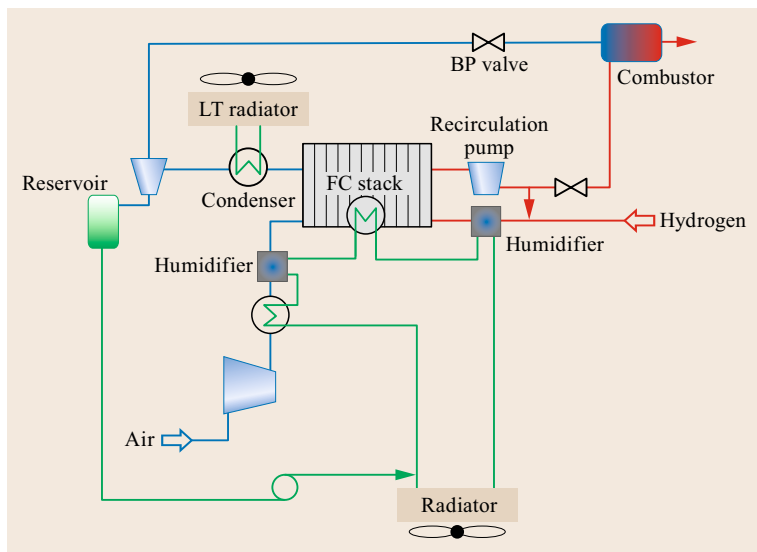 BP valve
Combustor
LT radiator
Recirculation
pump
Reservoir
FC stack
Condenser
Hydrogen
Humidifier
Humidifier
Air
Radiator